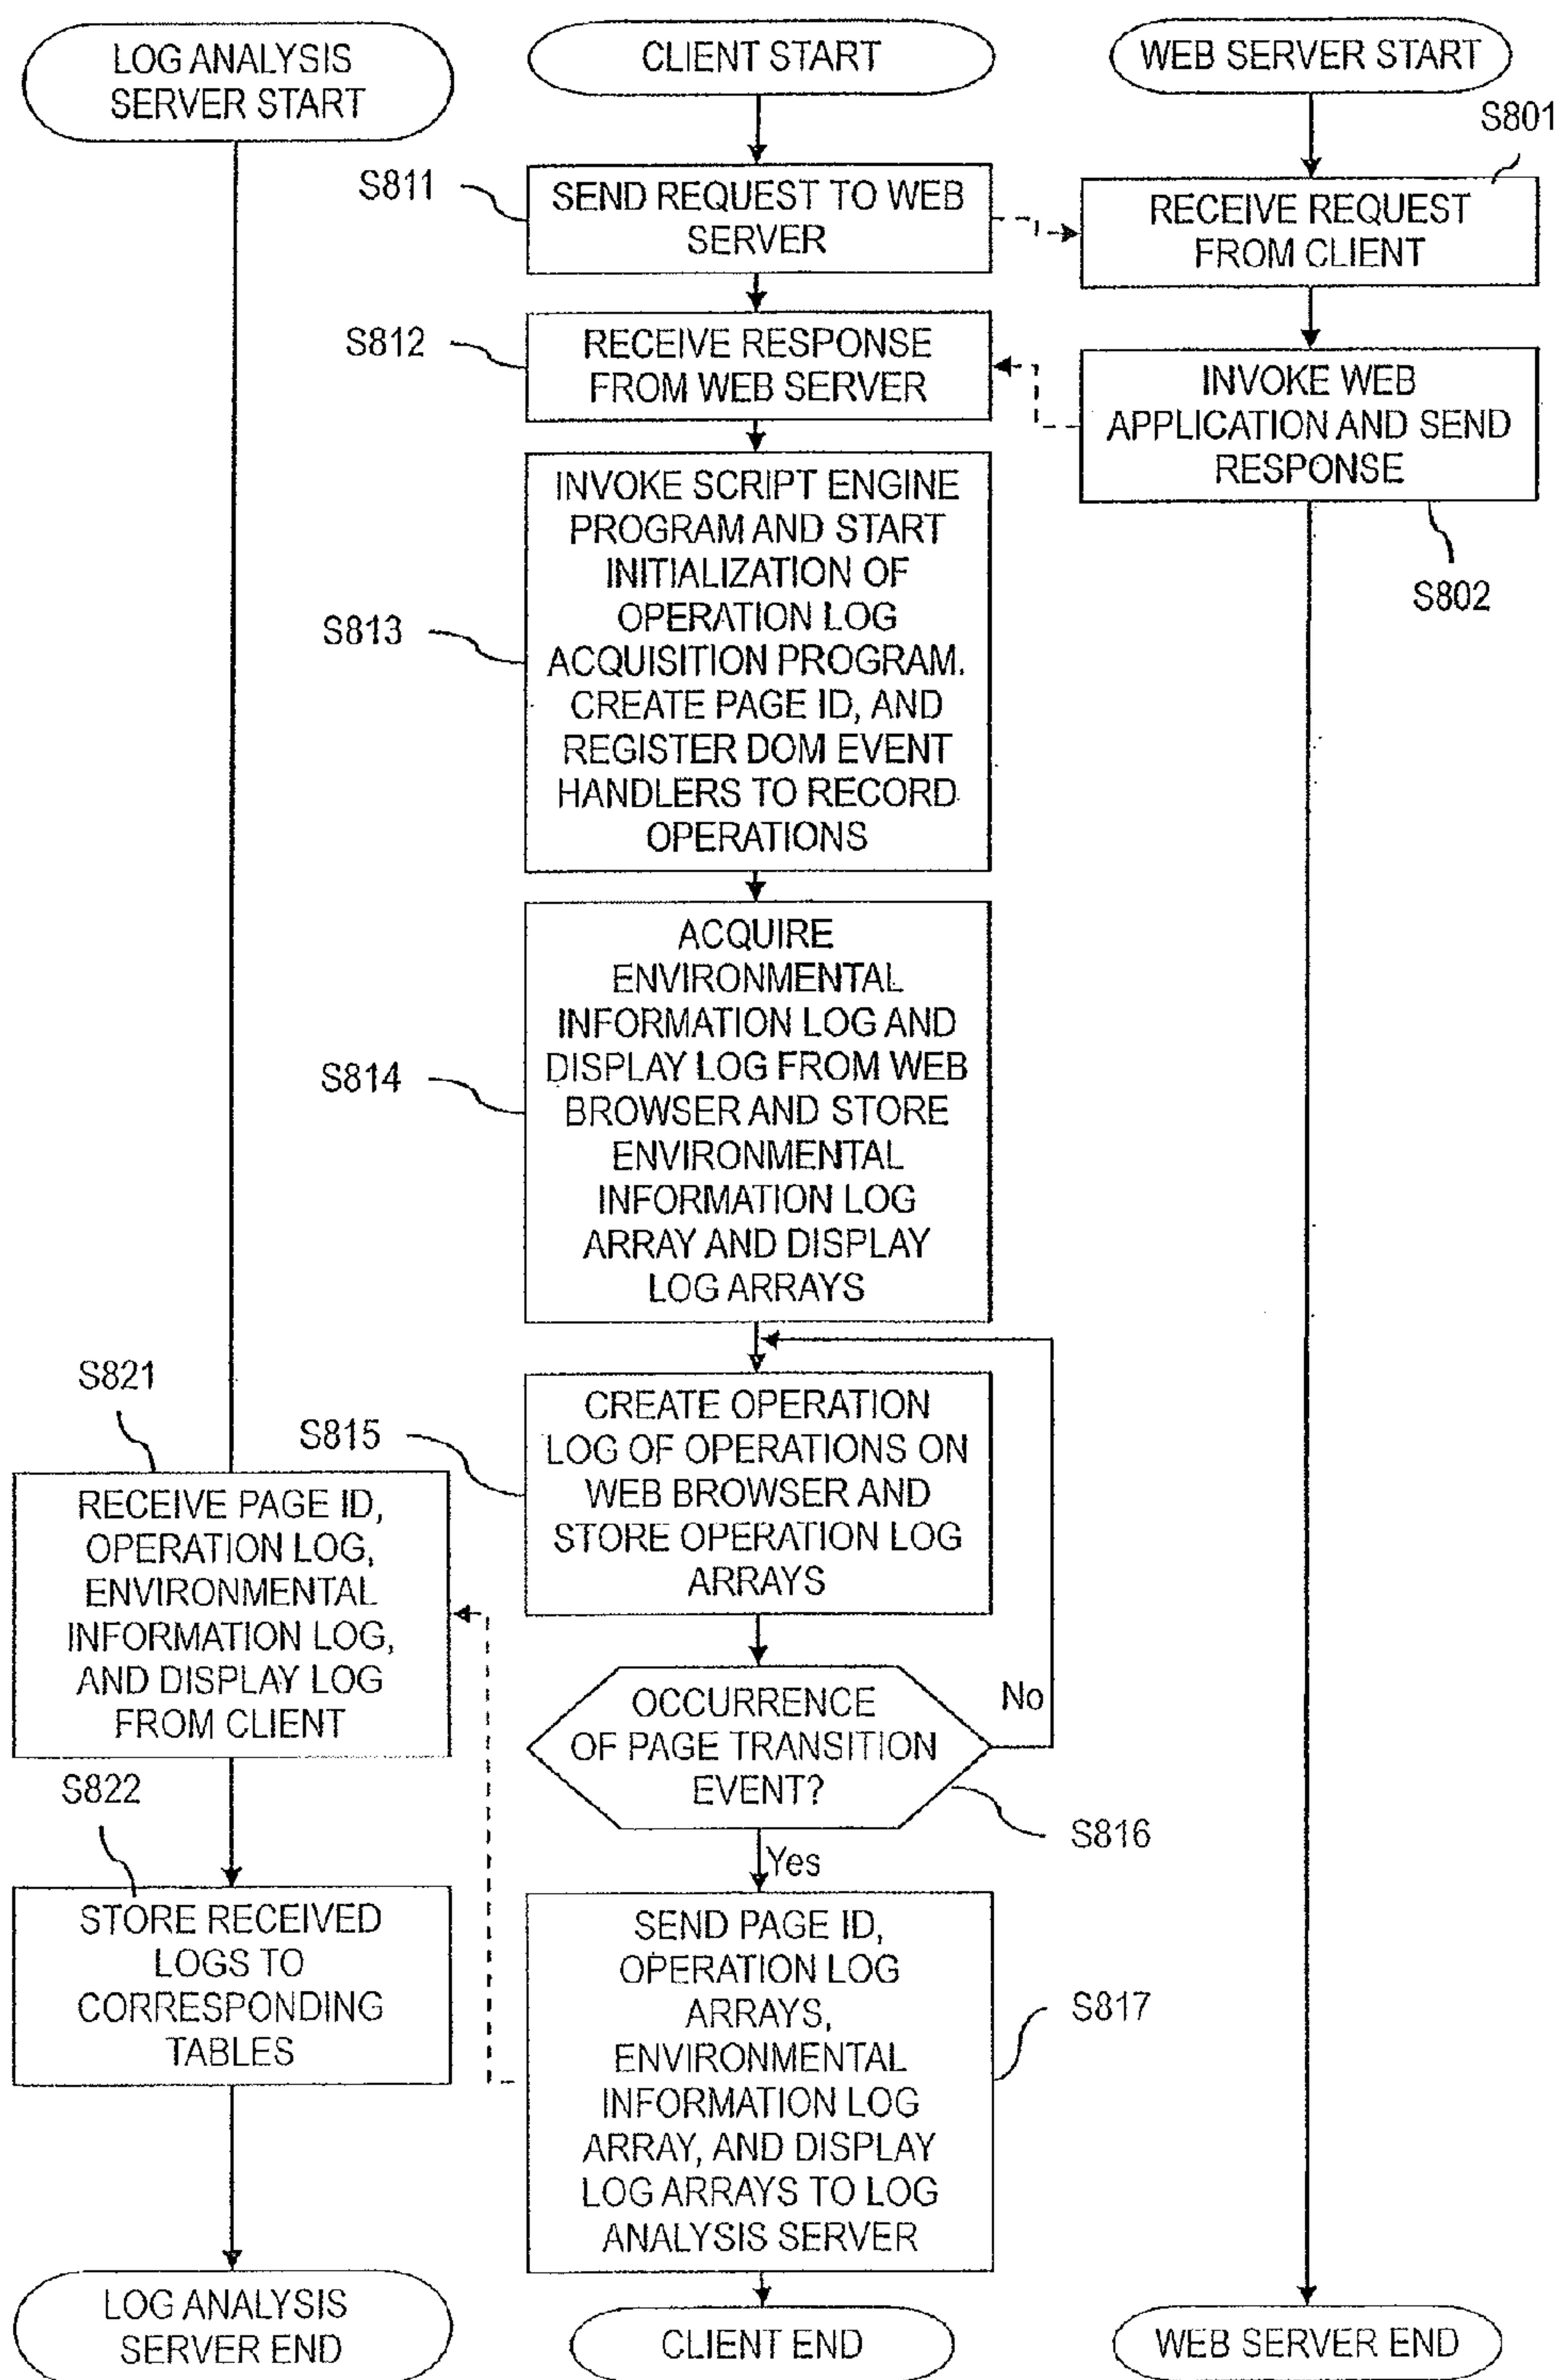 LOG ANALYSIS
SERVER START
CLIENT START
WEB SERVER START
S801
S811
SEND REQUEST TO WEB
SERVER
RECEIVE REQUEST
FROM CLIENT
S812
RECEIVE RESPONSE
FROM WEB SERVER
INVOKE WEB
APPLICATION AND SEND
RESPONSE
S802
S813
INVOKE SCRIPT ENGINE
PROGRAM AND START
INITIALIZATION OF
OPERATION LOG
ACQUISITION PROGRAM.
CREATE PAGE ID, AND
REGISTER DOM EVENT
HANDLERS TO RECORD
OPERATIONS
S814
ACQUIRE
ENVIRONMENTAL
INFORMATION LOG AND
DISPLAY LOG FROM WEB
BROWSER AND STORE
ENVIRONMENTAL
INFORMATION LOG
ARRAY AND DISPLAY
LOG ARRAYS
S815
CREATE OPERATION
LOG OF OPERATIONS ON
WEB BROWSER AND
STORE OPERATION LOG
ARRAYS
S821
RECEIVE PAGE ID,
OPERATION LOG,
ENVIRONMENTAL
INFORMATION LOG,
AND DISPLAY LOG
FROM CLIENT
OCCURRENCE
OF PAGE TRANSITION
EVENT?
No
S816
Yes
S822
STORE RECEIVED
LOGS TO
CORRESPONDING
TABLES
SEND PAGE ID,
OPERATION LOG
ARRAYS,
ENVIRONMENTAL
INFORMATION LOG
ARRAY, AND DISPLAY
LOG ARRAYS TO LOG
ANALYSIS SERVER
S817
LOG ANALYSIS
SERVER END
CLIENT END
WEB SERVER END